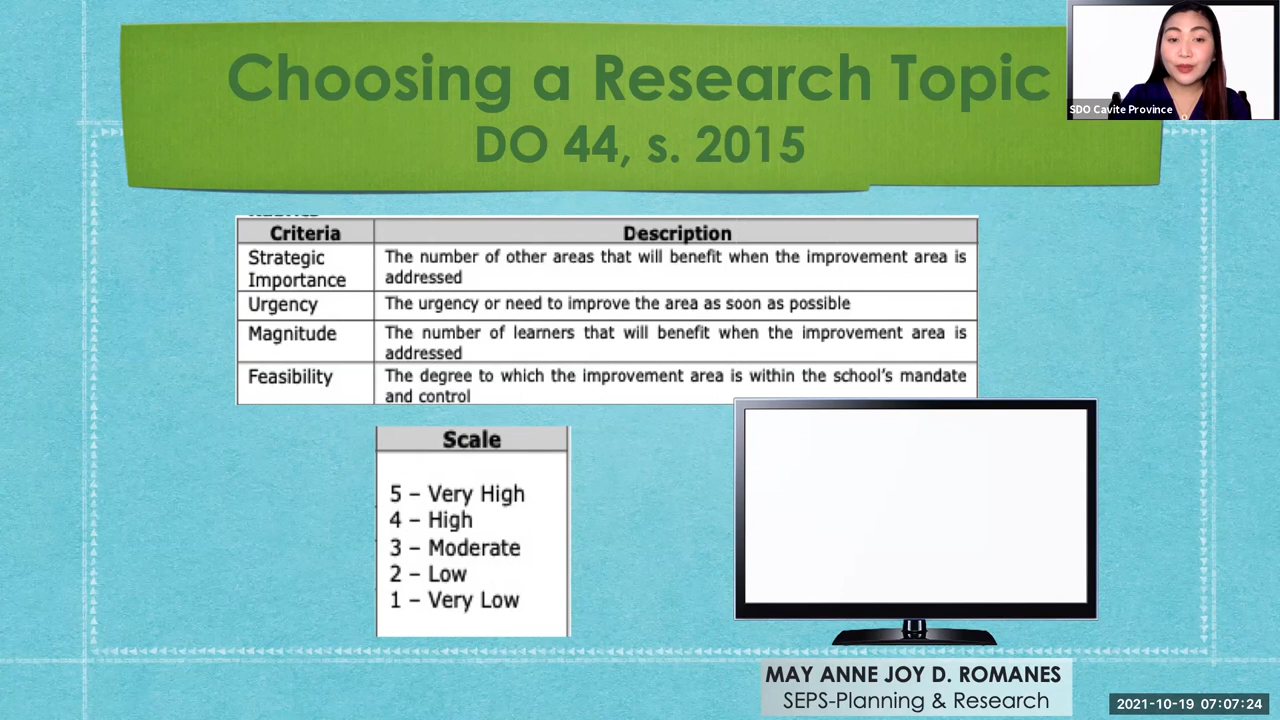 Choosing a Research Topic
DO 44, s. 2015
SDO Cavite Province
Criteria Description
Strategic Importance The number of other areas that will benefit when the improvement area is addressed
Urgency The urgency or need to improve the area as soon as possible
Magnitude The number of learners that will benefit when the improvement area is addressed
Feasibility The degree to which the improvement area is within the school's mandate and control
Scale
5 – Very High
4 – High
3 – Moderate
2 – Low
1 – Very Low
MAY ANNE JOY D. ROMANES
SEPS-Planning & Research
2021-10-19 07:07:24